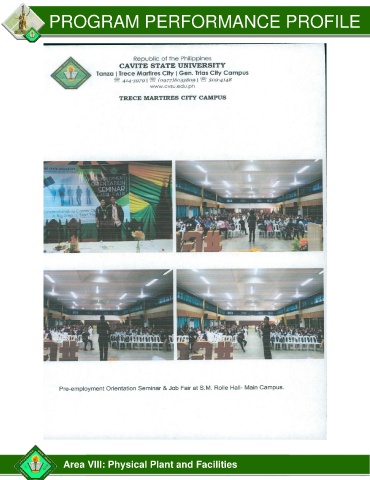 PROGRAM PERFORMANCE PROFILE
Republic of the Philippines
CAVITE STATE UNIVERSITY
Tanza | Trece Martires City | Gen. Trias City Campus
www.cvsu.edu.ph
TRECE MARTIRES CITY CAMPUS
ORIENTATION
SEMINAR
Pre-employment Orientation Seminar & Job Fair at S.M. Rolle Hall- Main Campus.
Area VIII: Physical Plant and Facilities